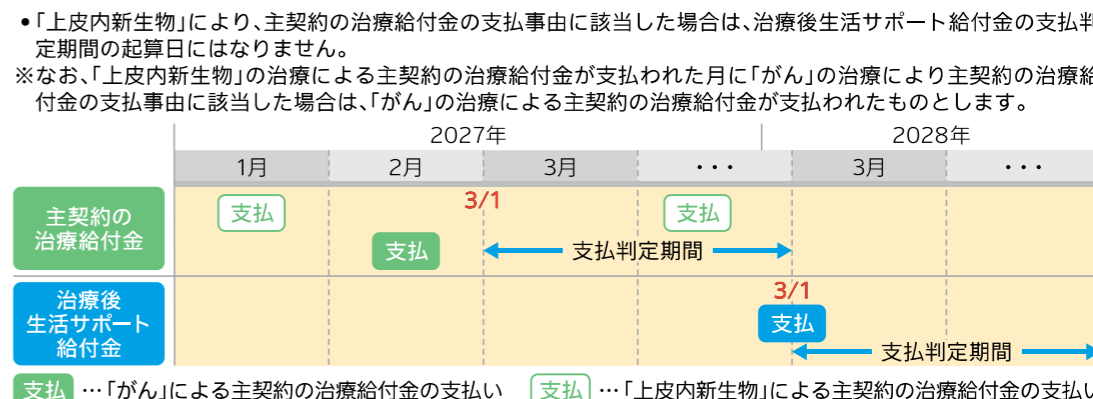 •「上皮内新生物」により、主契約の治療給付金の支払事由に該当した場合は、治療後生活サポート給付金の支払判
定期間の起算日にはなりません。
※なお、「上皮内新生物」の治療による主契約の治療給付金が支払われた月に「がん」の治療により主契約の治療給
付金の支払事由に該当した場合は、「がん」の治療による主契約の治療給付金が支払われたものとします。
2027年 2028年
1月 2月 3月 ・・・ 3月 ・・・
主契約の
治療給付金
支払 3/1 支払
支払 支払判定期間
治療後
生活サポート
給付金
3/1
支払
支払判定期間
支払 …「がん」による主契約の治療給付金の支払い 支払 …「上皮内新生物」による主契約の治療給付金の支払い